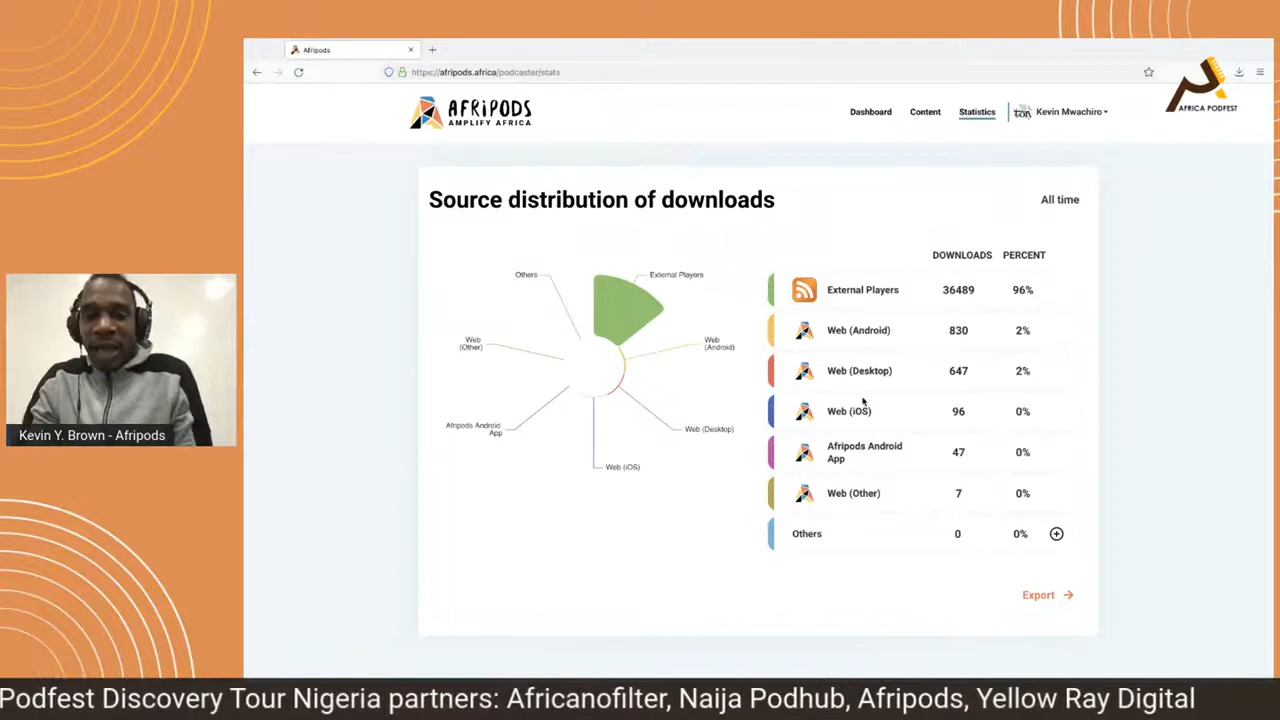 Afripods
https://afripods.africa/podcaster/stats
AFRIPODS
AMPLIFY AFRICA
Dashboard
Content
Statistics
Kevin Mwachiro
AFRICA PODFEST
Source distribution of downloads
All time
Others
External Players
Web
(Other)
Web
(Android)
Afripods Android
App
Web (Desktop)
Web (iOS)
DOWNLOADS PERCENT
External Players 36489 96%
Web (Android) 830 2%
Web (Desktop) 647 2%
Web (iOS) 96 0%
Afripods Android
App 47 0%
Web (Other) 7 0%
Others 0 0%
Export
Kevin Y. Brown - Afripods
Podfest Discovery Tour Nigeria partners: Africanofilter, Naija Podhub, Afripods, Yellow Ray Digital